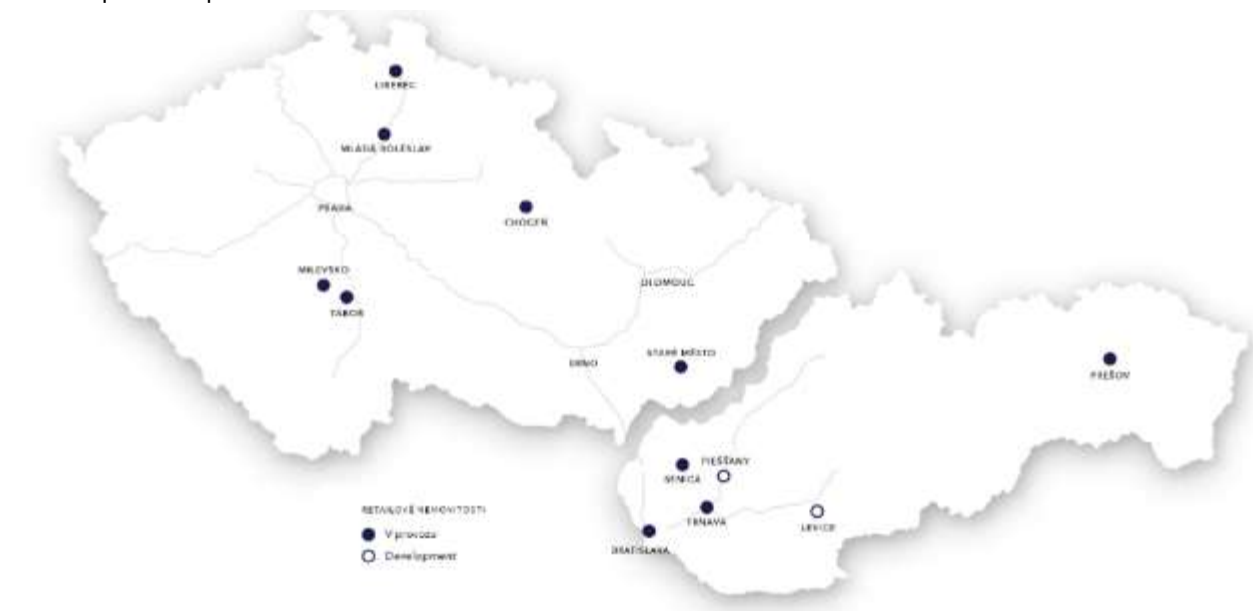 LIBEREC
MLADÁ BOLESLAV
PRAHA
CHOCEŇ
MILEVSKO
TÁBOR
OLOMOUC
BRNO
STARÉ MĚSTO
PREŠOV
PIEŠŤANY
SENICA
TRNAVA
LEVICE
BRATISLAVA
RETAILOVÉ NEMOVITOSTI
V provozu
Development